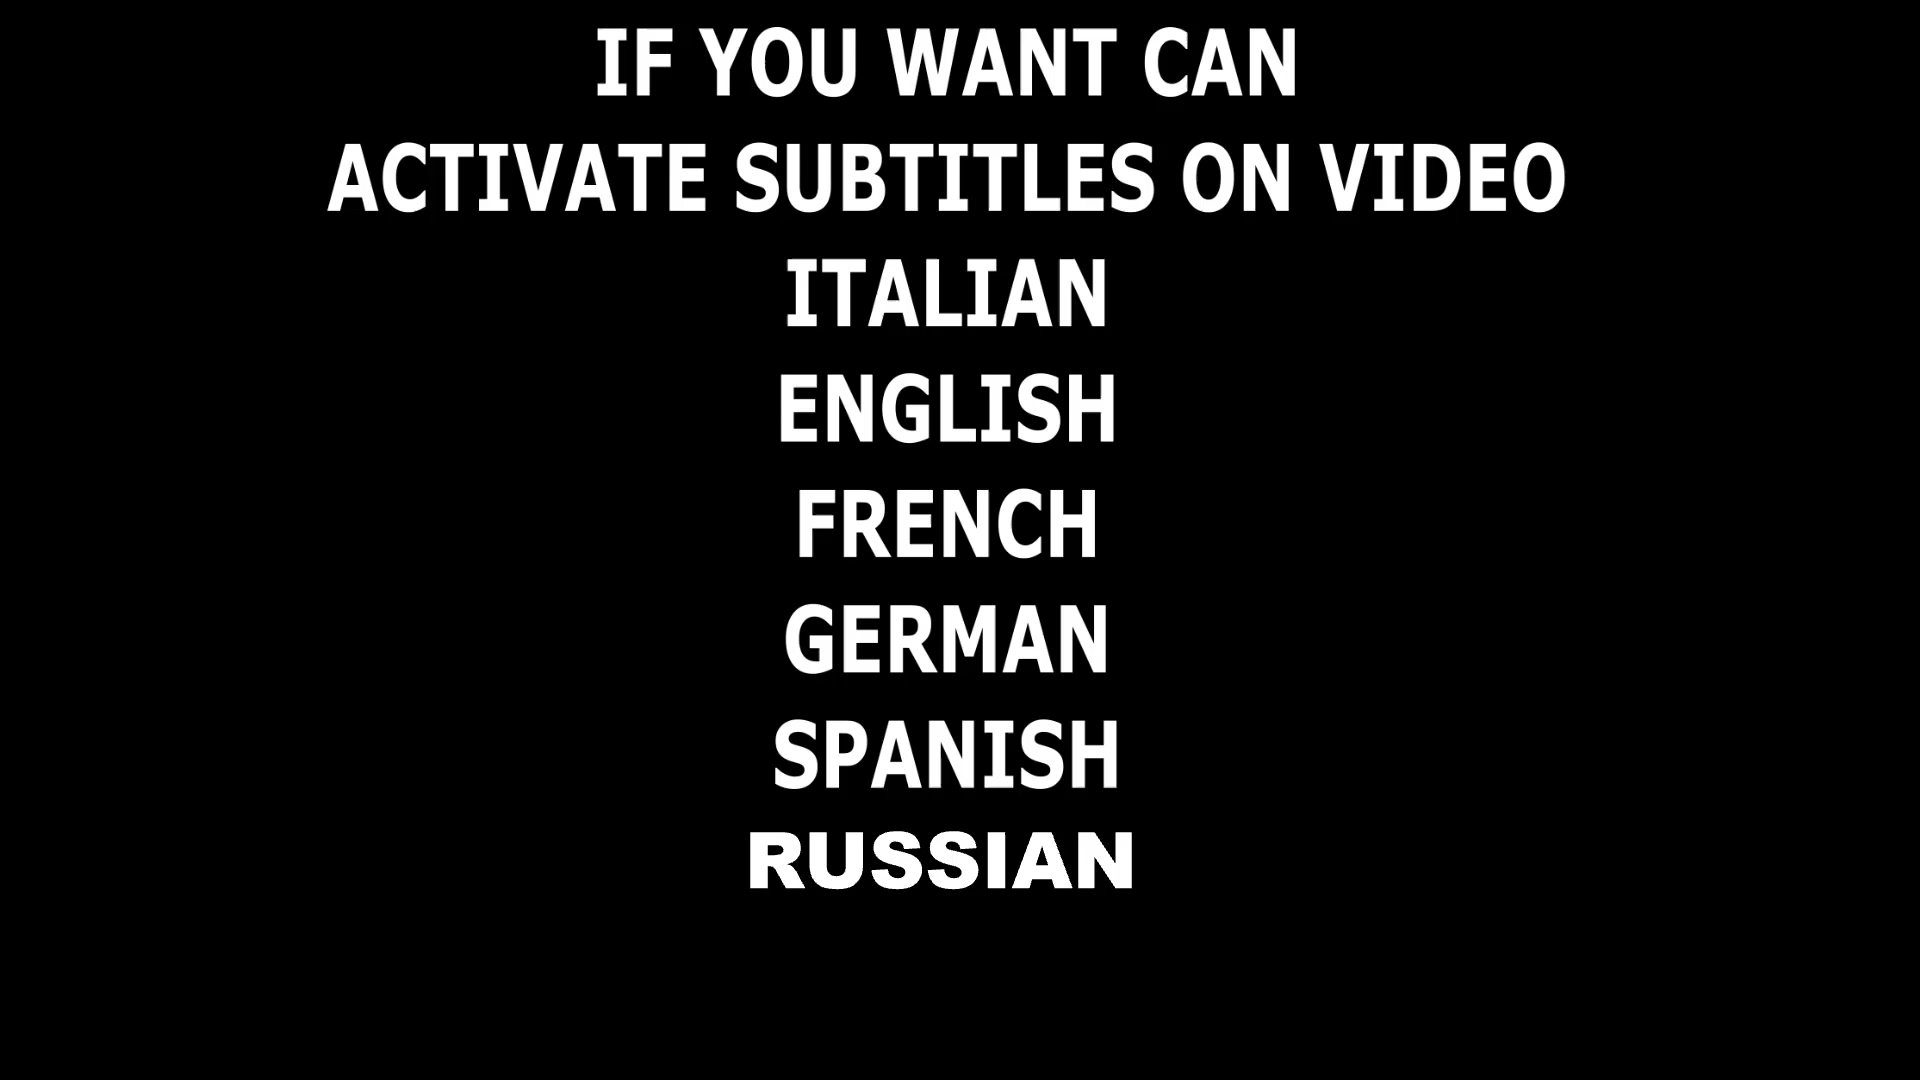 IF YOU WANT CAN
ACTIVATE SUBTITLES ON VIDEO
ITALIAN
ENGLISH
FRENCH
GERMAN
SPANISH
RUSSIAN